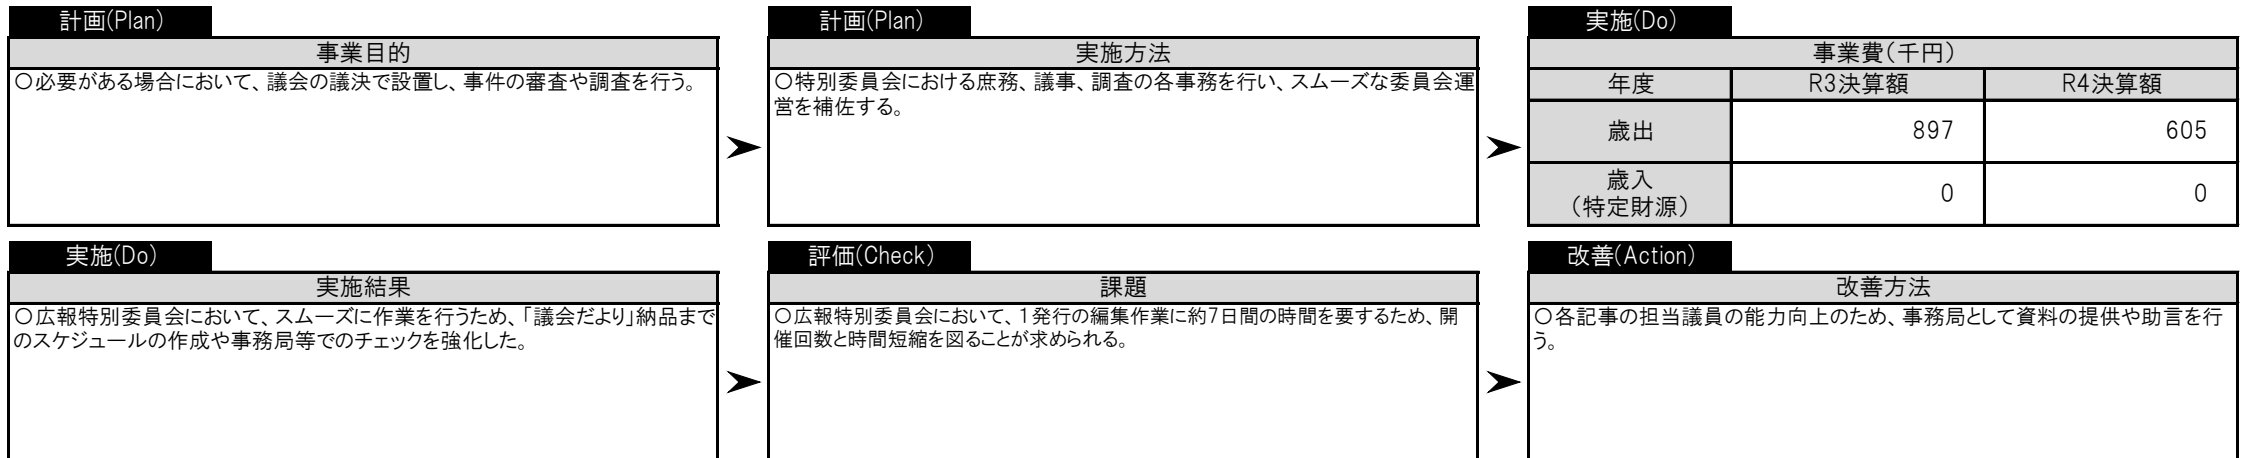 計画(Plan)
事業目的
○必要がある場合において、議会の議決で設置し、事件の審査や調査を行う。
計画(Plan)
実施方法
○特別委員会における庶務、議事、調査の各事務を行い、スムーズな委員会運
営を補佐する。
実施(Do)
事業費(千円)
年度 R3決算額 R4決算額
歳出 897 605
歳入
(特定財源) 0 0
実施(Do)
実施結果
○広報特別委員会において、スムーズに作業を行うため、「議会だより」納品まで
のスケジュールの作成や事務局等でのチェックを強化した。
評価(Check)
課題
○広報特別委員会において、1発行の編集作業に約7日間の時間を要するため、開
催回数と時間短縮を図ることが求められる。
改善(Action)
改善方法
○各記事の担当議員の能力向上のため、事務局として資料の提供や助言を行
う。